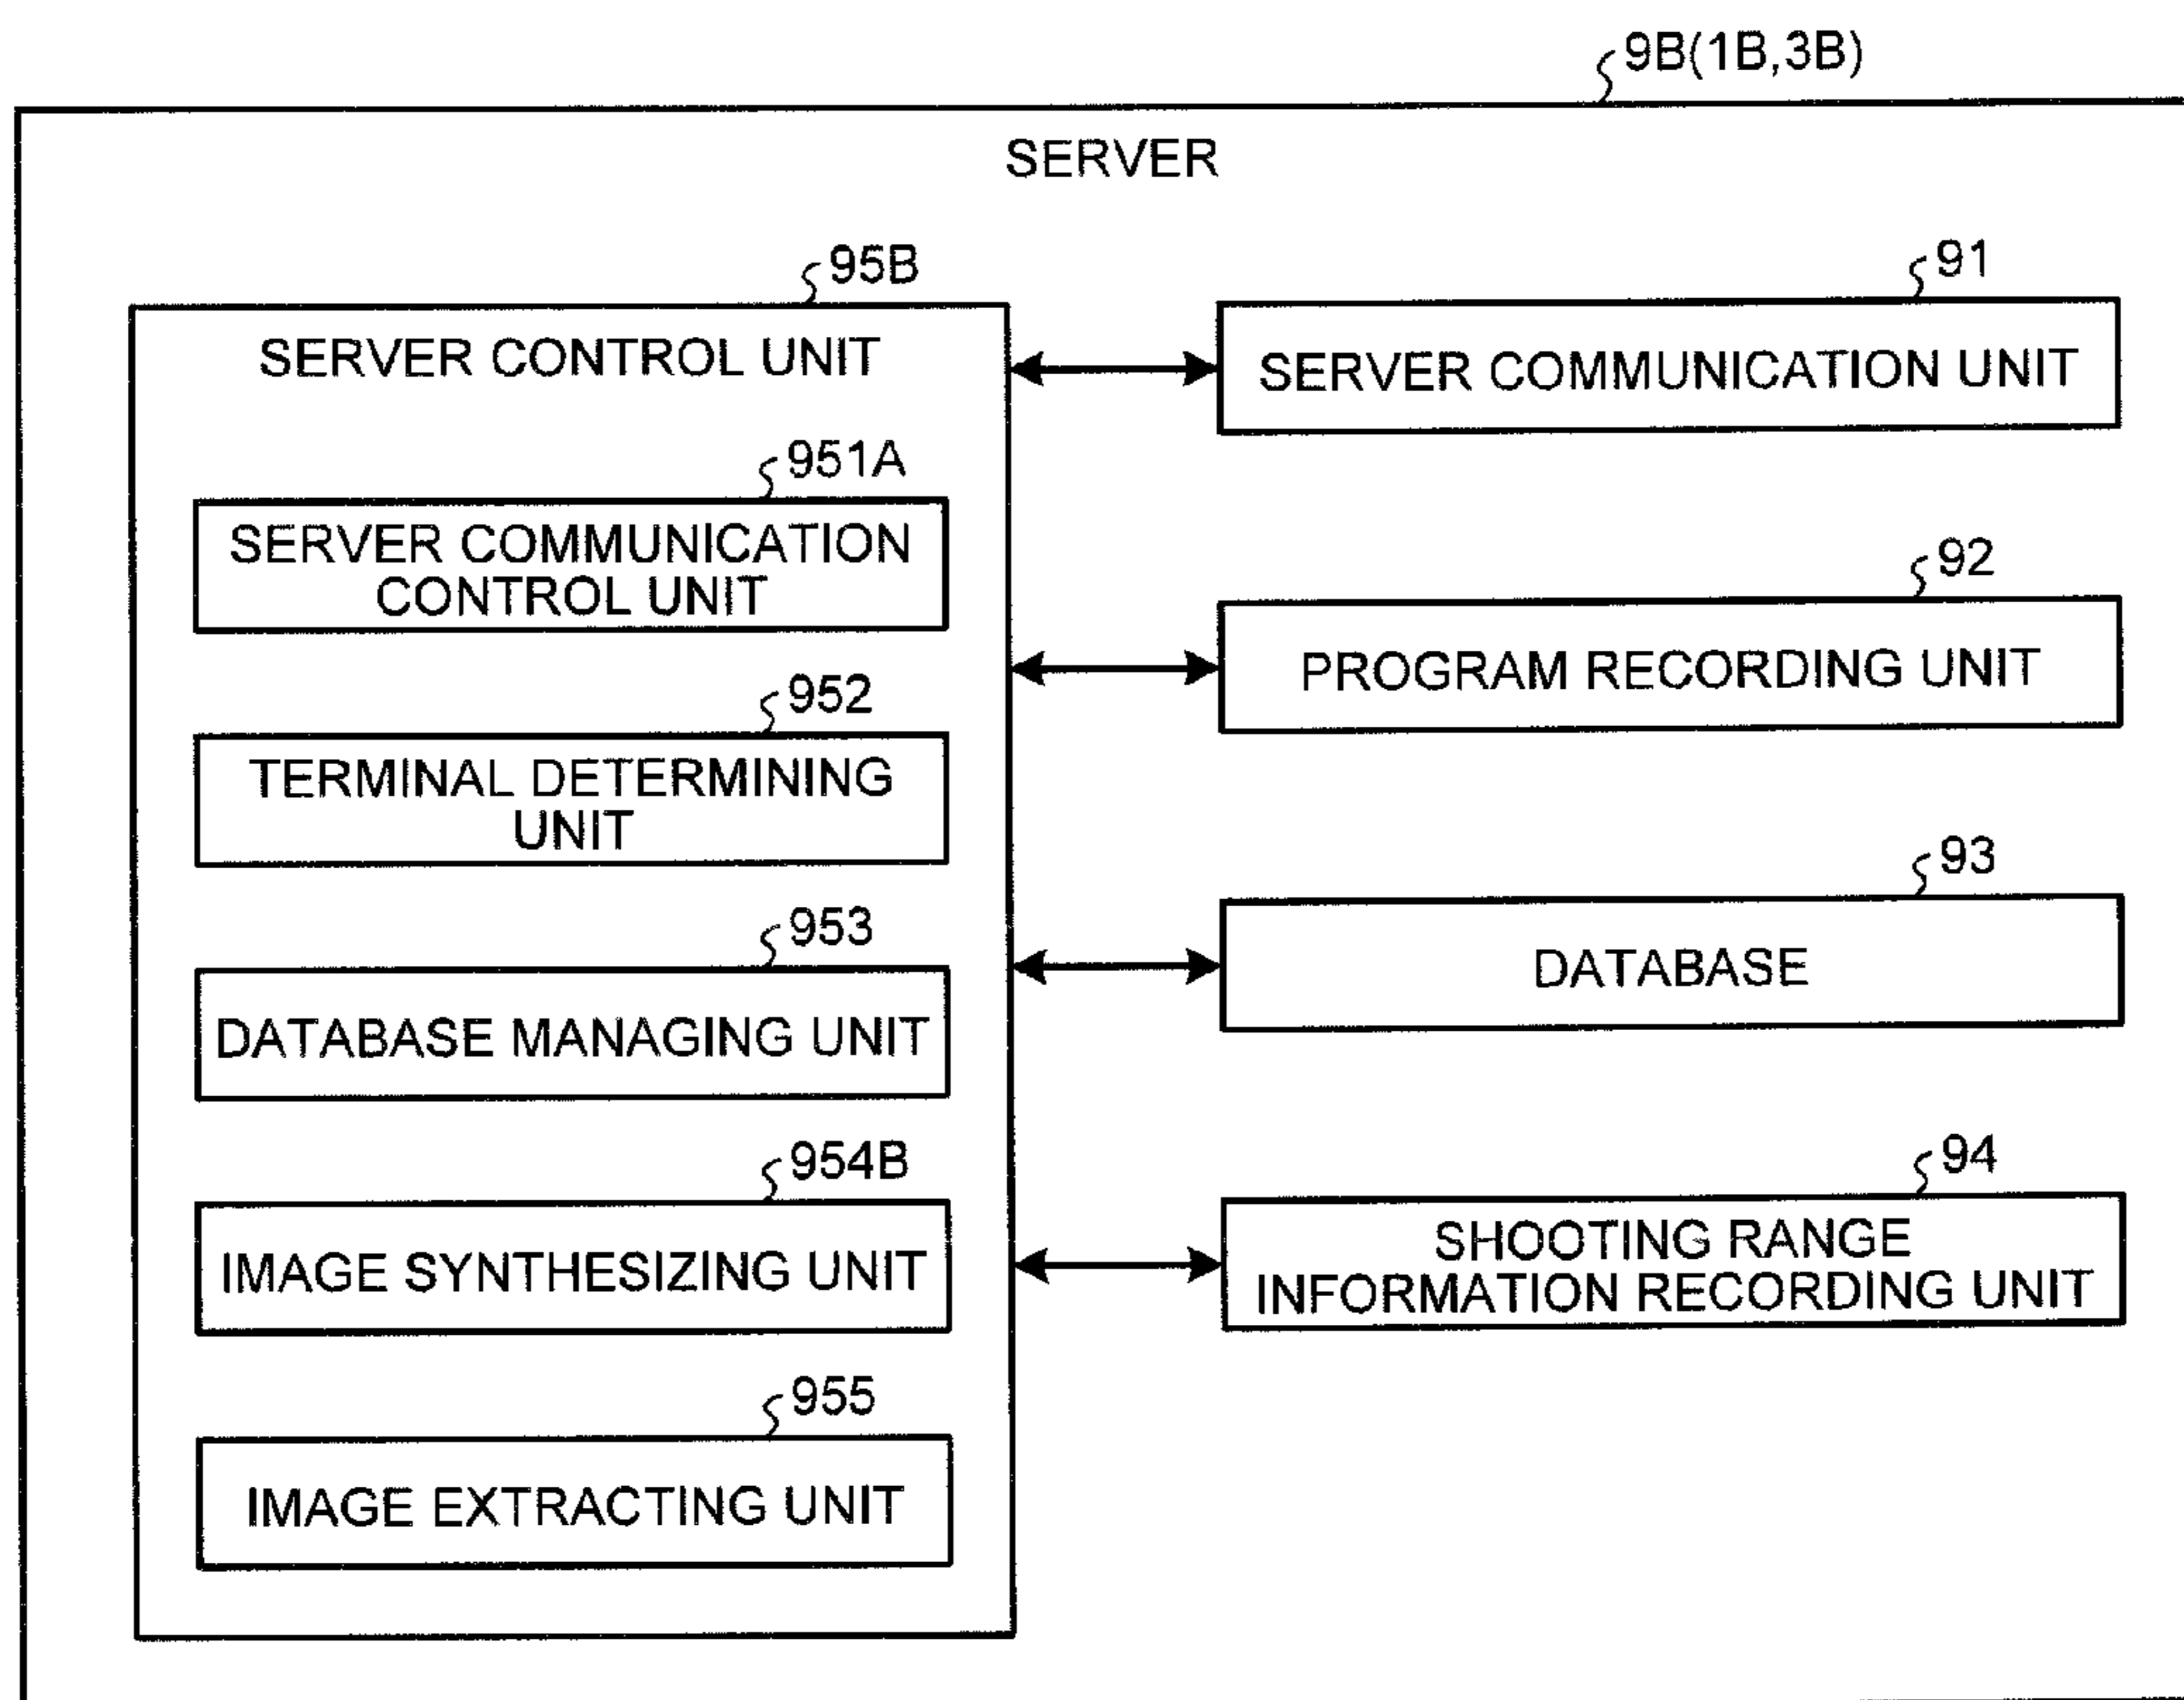 9B(1B,3B)
SERVER
95B
SERVER CONTROL UNIT
951A
SERVER COMMUNICATION
CONTROL UNIT
952
TERMINAL DETERMINING
UNIT
953
DATABASE MANAGING UNIT
954B
IMAGE SYNTHESIZING UNIT
955
IMAGE EXTRACTING UNIT
91
SERVER COMMUNICATION UNIT
92
PROGRAM RECORDING UNIT
93
DATABASE
94
SHOOTING RANGE
INFORMATION RECORDING UNIT